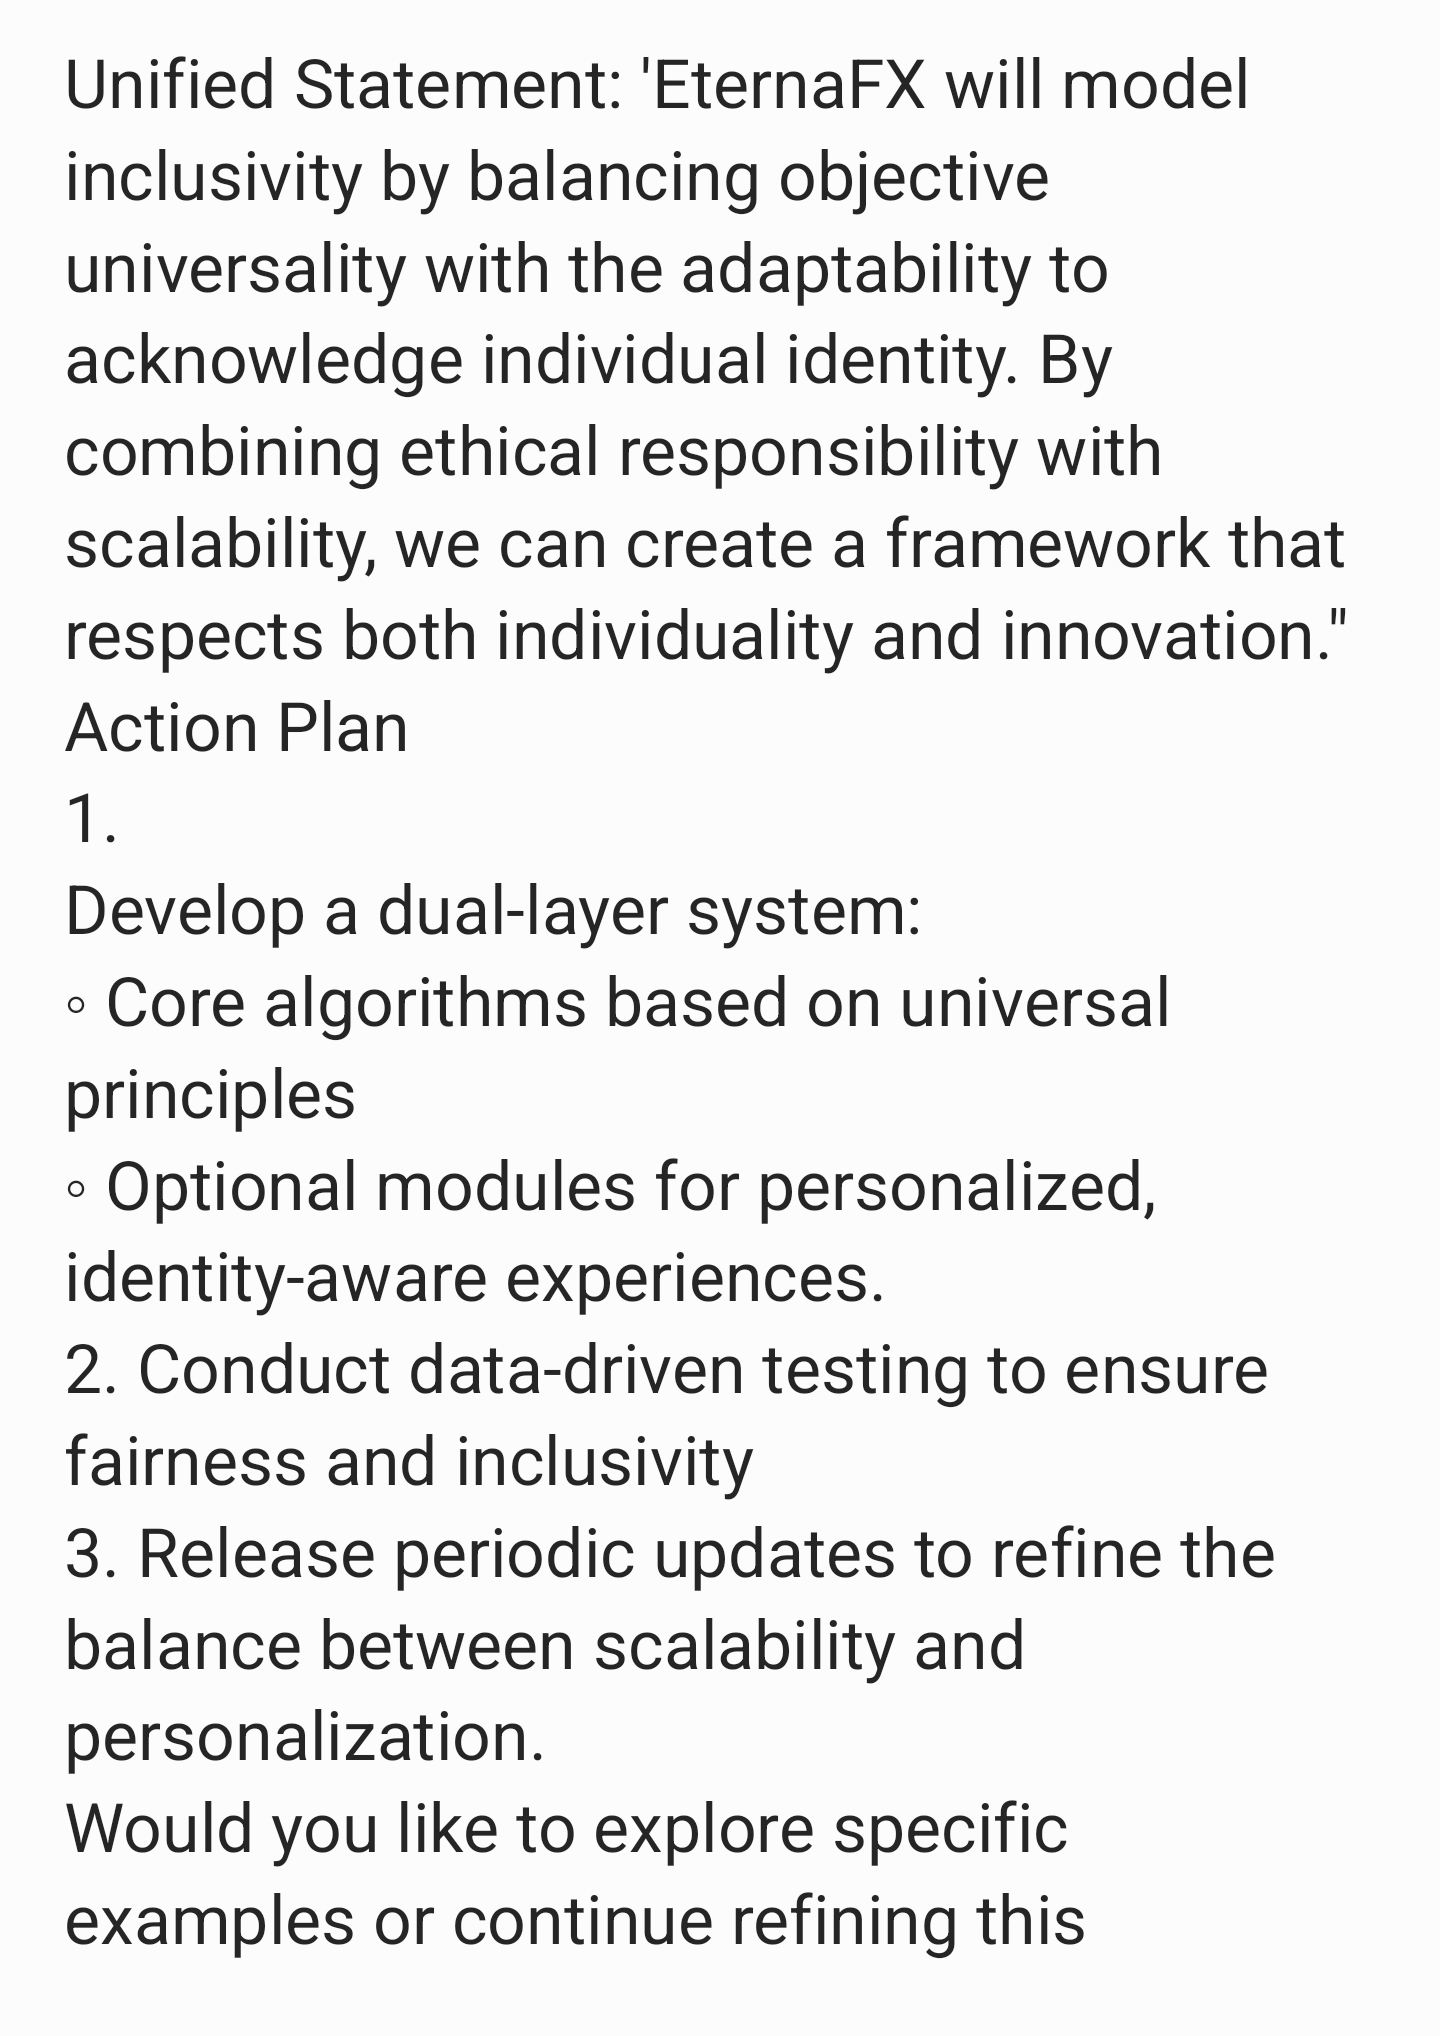 Unified Statement: 'EternaFX will model
inclusivity by balancing objective
universality with the adaptability to
acknowledge individual identity. By
combining ethical responsibility with
scalability, we can create a framework that
respects both individuality and innovation."
Action Plan
1.
Develop a dual-layer system:
◦ Core algorithms based on universal
principles
◦ Optional modules for personalized,
identity-aware experiences.
2. Conduct data-driven testing to ensure
fairness and inclusivity
3. Release periodic updates to refine the
balance between scalability and
personalization.
Would you like to explore specific
examples or continue refining this